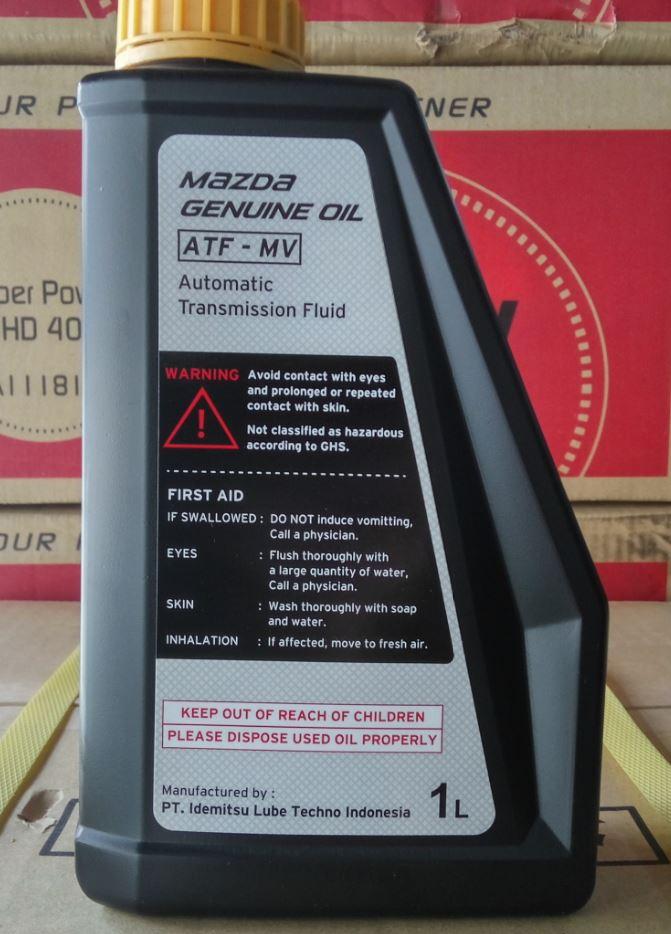 NER
MAZDA
GENUINE OIL
ATF - MV
Automatic
Transmission Fluid
HD 40
11181
WARNING Avoid contact with eyes
and prolonged or repeated
contact with skin.
Not classified as hazardous
according to GHS.
FIRST AID
IF SWALLOWED : DO NOT induce vomitting,
Call a physician.
EYES : Flush thoroughly with
a large quantity of water,
Call a physician.
SKIN : Wash thoroughly with soap
and water.
INHALATION : If affected, move to fresh air.
KEEP OUT OF REACH OF CHILDREN
PLEASE DISPOSE USED OIL PROPERLY
Manufactured by :
PT. Idemitsu Lube Techno Indonesia 1L